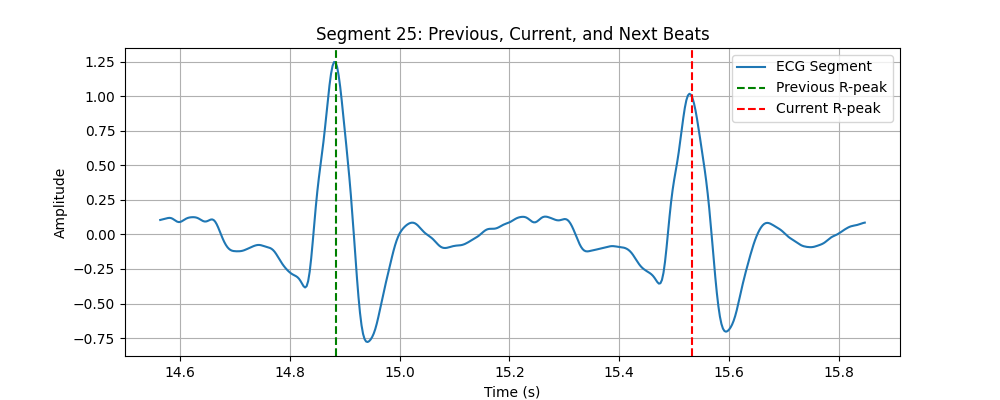 Segment 25: Previous, Current, and Next Beats
ECG Segment
Previous R-peak
Current R-peak
Amplitude
1.25
1.00
0.75
0.50
0.25
0.00
−0.25
−0.50
−0.75
14.6 14.8 15.0 15.2 15.4 15.6 15.8
Time (s)